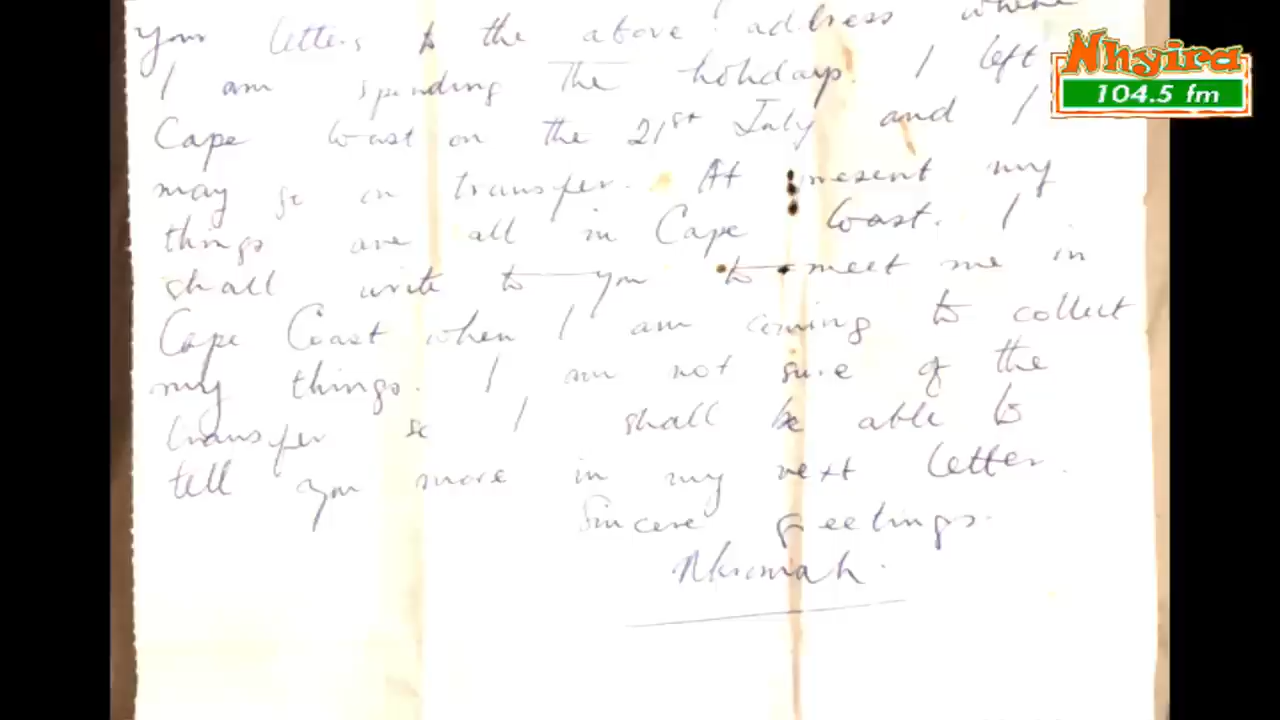 your letters to the above address where
I am spending the holidays. I left
Cape Coast on the 21st July and I
may go on transfer. At present my
things are all in Cape Coast. I
shall write to you to meet me in
Cape Coast when I am coming to collect
my things. I am not sure of the
transfer so I shall be able to
tell you more in my next letter.
Sincere greetings.
Nkrumah.
Nhyira
104.5 fm